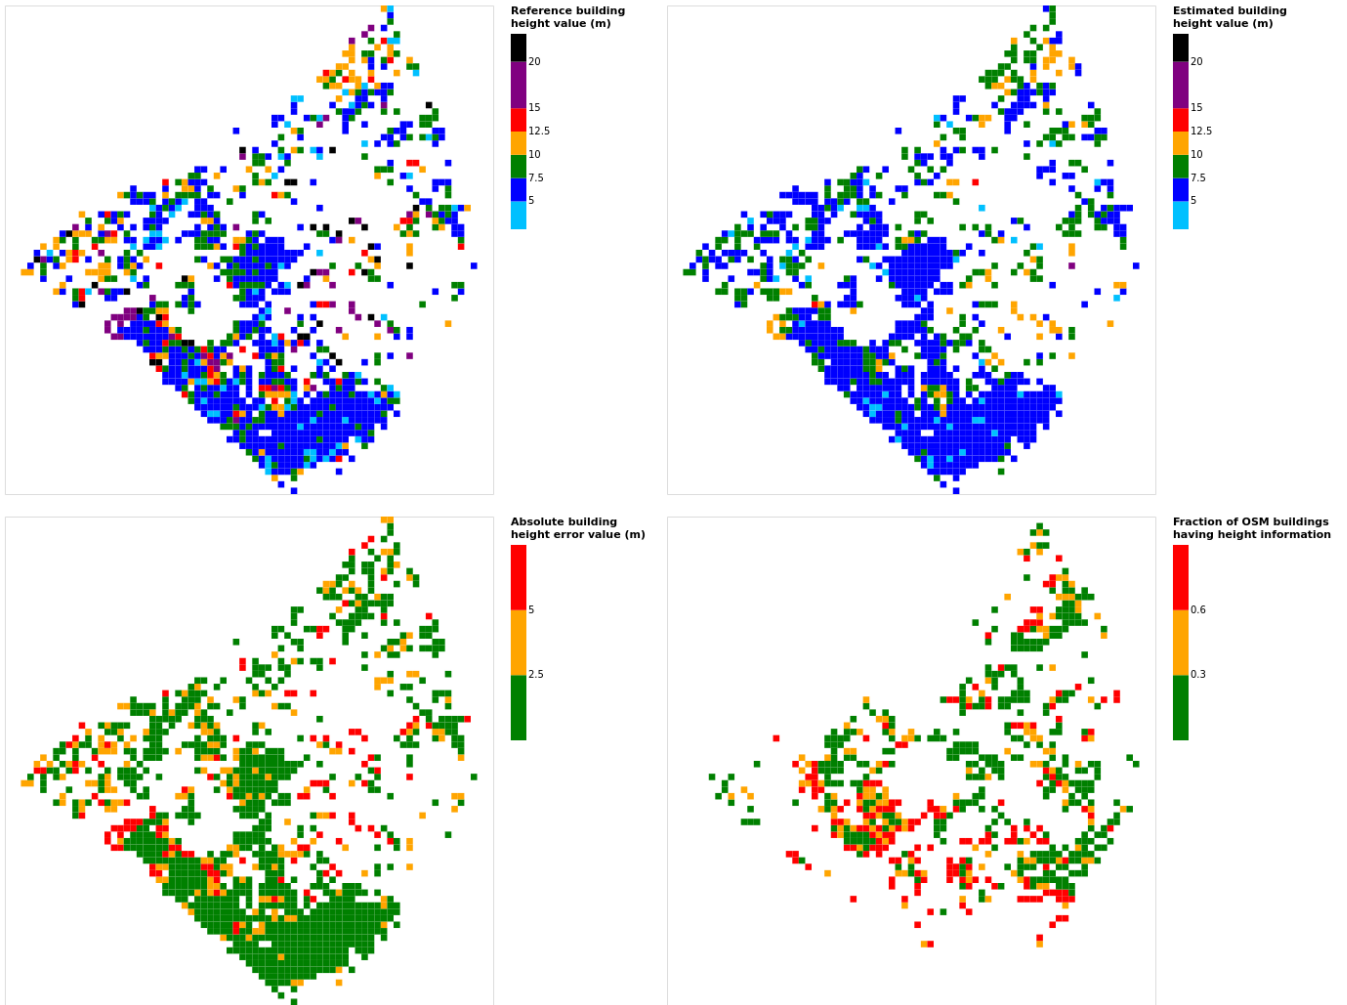 Reference building
height value (m)
20
15
12.5
10
7.5
5
Estimated building
height value (m)
20
15
12.5
10
7.5
5
Absolute building
height error value (m)
5
2.5
Fraction of OSM buildings
having height information
0.6
0.3